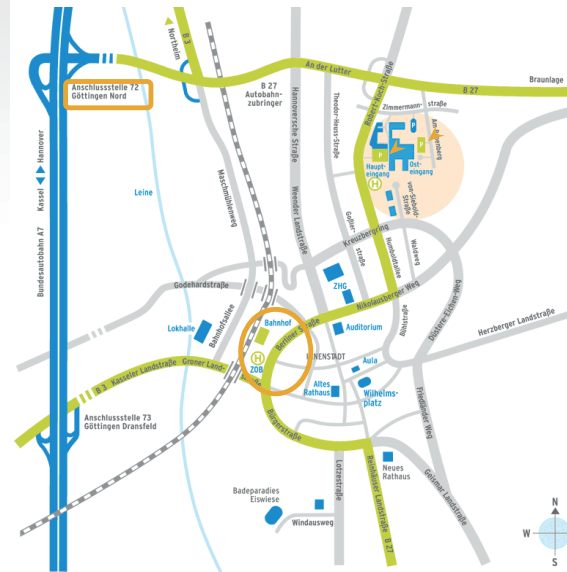 Anschlussstelle 72
Göttingen Nord
Northeim
B 3
B 27
Autobahn-
zubringer
An der Lutter
B 27
Braunlage
Hannoversche Straße
Theodor-Heuss-Straße
Robert-Koch-Straße
Zimmermann-
straße
P
P
P
Haupt-
eingang
Ost-
eingang
H
von-Siebold-
Straße
Kassel
Hannover
Bundesautobahn A7
Leine
Maschmühlenweg
Weender Landstraße
Goßler-
straße
Kreuzbergring
Humboldtallee
Waldweg
Godehardstraße
ZHG
Nikolausberger Weg
Düstere-Eichen-Weg
Lokhalle
Bahnhofsallee
Bahnhof
Berliner Straße
Auditorium
Bühlstraße
Herzberger Landstraße
H
ZOB
INNENSTADT
Aula
B 3 Kasseler Landstraße
Groner Land-
straße
Altes
Rathaus
Wilhelms-
platz
Anschlussstelle 73
Göttingen Dransfeld
Bürgerstraße
Friedländer Weg
Lotzestraße
Reinhäuser Landstraße
B 27
Neues
Rathaus
Geismar Landstraße
Badeparadies
Eiswiese
Windausweg
N
W
S